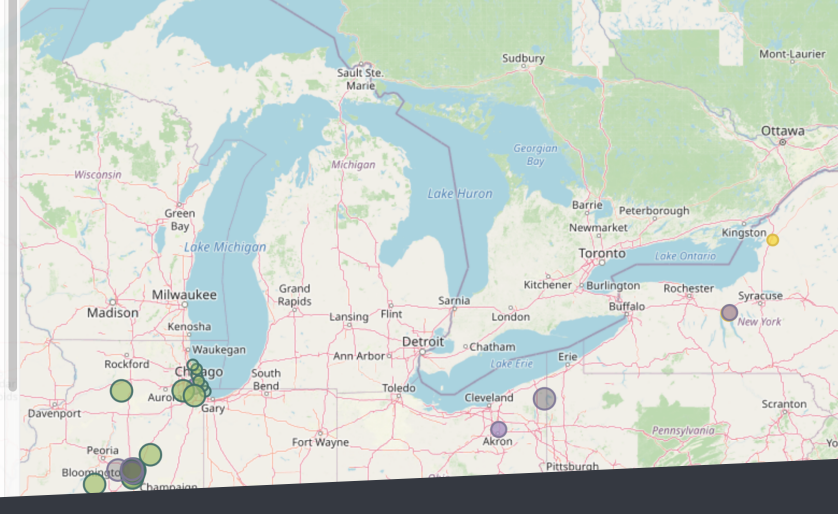 Sudbury
Mont-Laurier
Sault Ste.
Marie
Georgian
Bay
Ottawa
Michigan
Wisconsin
Lake Huron
Green
Bay
Barrie
Peterborough
Newmarket
Kingston
Lake Michigan
Toronto
Lake Ontario
Grand
Rapids
Kitchener
Burlington
Rochester
Syracuse
Milwaukee
Madison
Sarnia
Buffalo
Lansing
Flint
London
New York
Kenosha
Detroit
Chatham
Waukegan
Ann Arbor
Lake Erie
Erie
Rockford
Chicago
South
Bend
Toledo
Cleveland
Gary
Scranton
Davenport
Fort Wayne
Akron
Pennsylvania
Peoria
Pittsburgh
Champaign